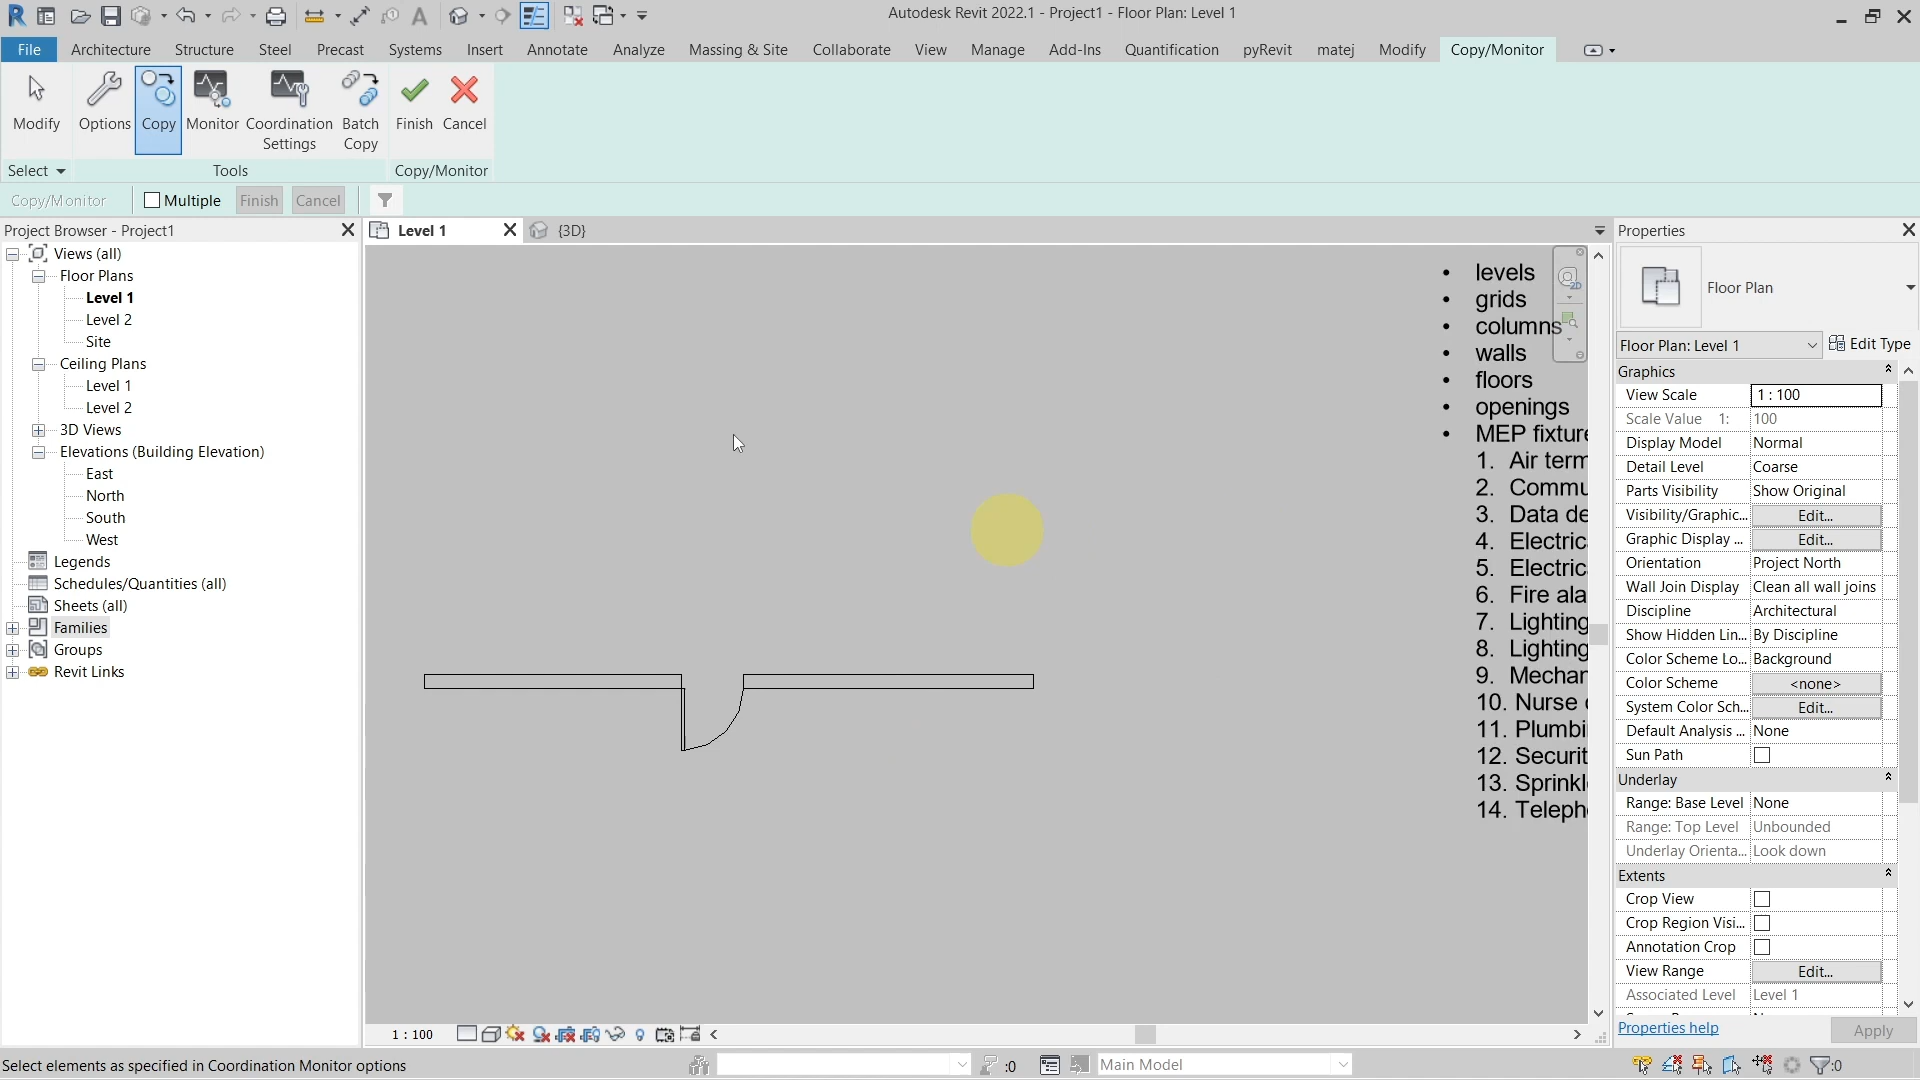 Autodesk Revit 2022.1 - Project1 - Floor Plan: Level 1
File Architecture Structure Steel Precast Systems Insert Annotate Analyze Massing & Site Collaborate View Manage Add-Ins Quantification pyRevit matej Modify Copy/Monitor
Modify Options Copy Monitor Coordination Settings Batch Copy Finish Cancel
Select Tools Copy/Monitor
Copy/Monitor Multiple Finish Cancel
Project Browser - Project1
Views (all)
Floor Plans
Level 1
Level 2
Site
Ceiling Plans
Level 1
Level 2
3D Views
Elevations (Building Elevation)
East
North
South
West
Legends
Schedules/Quantities (all)
Sheets (all)
Families
Groups
Revit Links
Level 1 {3D}
• levels
• grids
• columns
• walls
• floors
• openings
• MEP fixture
1. Air term
2. Commu
3. Data de
4. Electric
5. Electric
6. Fire ala
7. Lighting
8. Lighting
9. Mechan
10. Nurse
11. Plumbi
12. Securit
13. Sprinkl
14. Teleph
1 : 100
Properties
Floor Plan
Floor Plan: Level 1 Edit Type
Graphics
View Scale 1 : 100
Scale Value 1: 100
Display Model Normal
Detail Level Coarse
Parts Visibility Show Original
Visibility/Graphic... Edit...
Graphic Display ... Edit...
Orientation Project North
Wall Join Display Clean all wall joins
Discipline Architectural
Show Hidden Lin... By Discipline
Color Scheme Lo... Background
Color Scheme <none>
System Color Sch... Edit...
Default Analysis ... None
Sun Path
Underlay
Range: Base Level None
Range: Top Level Unbounded
Underlay Orienta... Look down
Extents
Crop View
Crop Region Visi...
Annotation Crop
View Range Edit...
Associated Level Level 1
Properties help Apply
Select elements as specified in Coordination Monitor options :0 Main Model :0